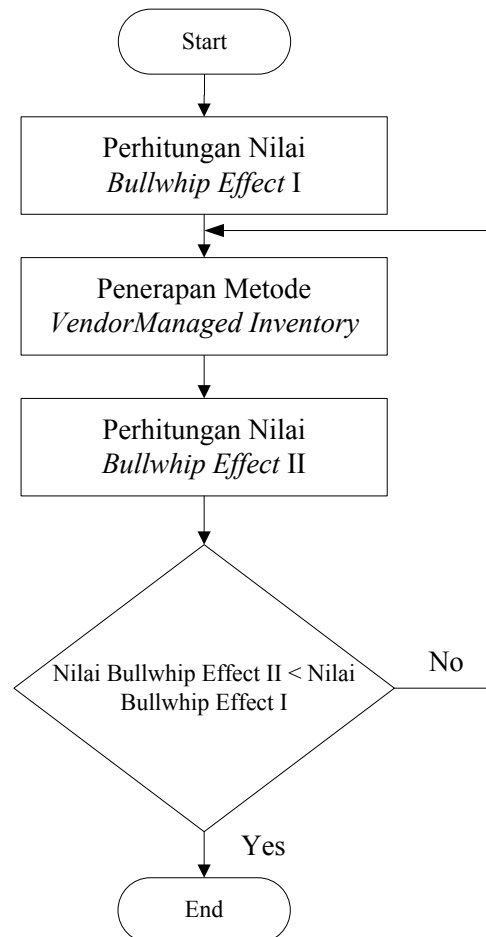 Start
Perhitungan Nilai
Bullwhip Effect I
Penerapan Metode
VendorManaged Inventory
Perhitungan Nilai
Bullwhip Effect II
Nilai Bullwhip Effect II < Nilai
Bullwhip Effect I
No
Yes
End